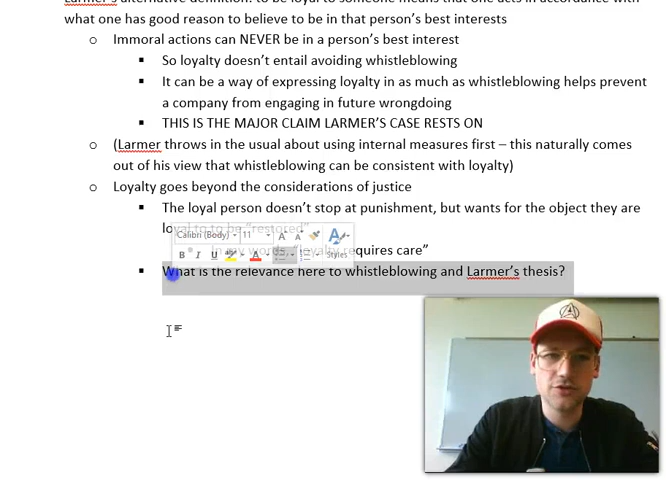 Larmer's alternative definition: to be loyal to someone means that one acts in accordance with
what one has good reason to believe to be in that person's best interests
o Immoral actions can NEVER be in a person's best interest
▪ So loyalty doesn't entail avoiding whistleblowing
▪ It can be a way of expressing loyalty in as much as whistleblowing helps prevent
a company from engaging in future wrongdoing
▪ THIS IS THE MAJOR CLAIM LARMER'S CASE RESTS ON
o (Larmer throws in the usual about using internal measures first – this naturally comes
out of his view that whistleblowing can be consistent with loyalty)
o Loyalty goes beyond the considerations of justice
▪ The loyal person doesn't stop at punishment, but wants for the object they are
loyal to to be "restored"
Calibri (Body) 11 A A A
In my words "loyalty requires care"
B I U A Styles
▪ What is the relevance here to whistleblowing and Larmer's thesis?
A